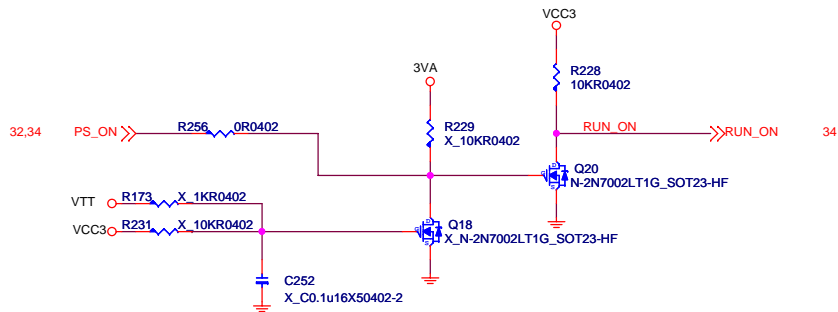 VCC3
R228
10KR0402
3VA
32,34 PS_ON R256 0R0402
R229
X_10KR0402
RUN_ON RUN_ON 34
Q20
N-2N7002LT1G_SOT23-HF
VTT R173 X_1KR0402
VCC3 R231 X_10KR0402
Q18
X_N-2N7002LT1G_SOT23-HF
C252
X_C0.1u16X50402-2